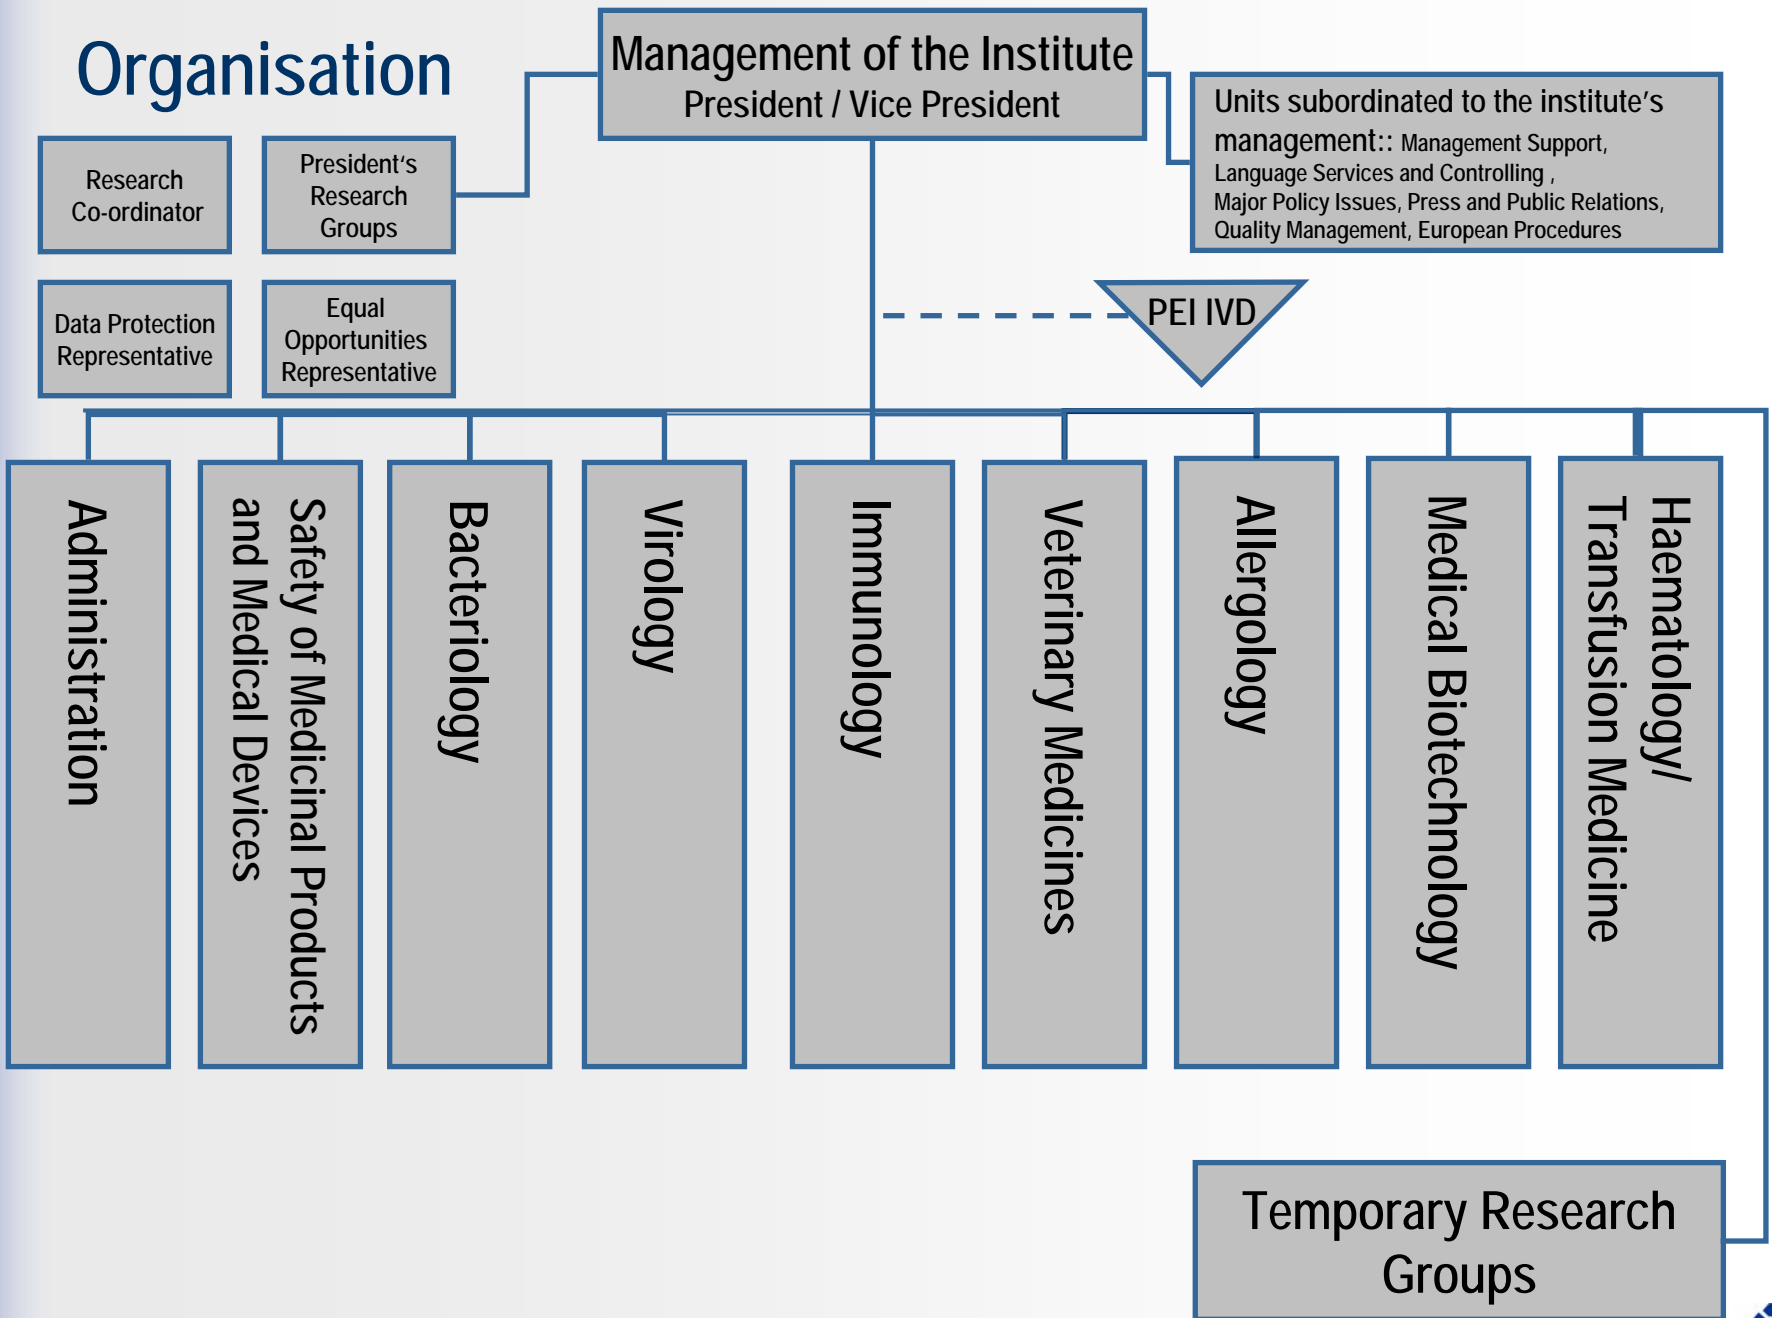 Organisation
Management of the Institute
President / Vice President
Units subordinated to the institute's
management:: Management Support,
Language Services and Controlling ,
Major Policy Issues, Press and Public Relations,
Quality Management, European Procedures
Research
Co-ordinator
President‘s
Research
Groups
Data Protection
Representative
Equal
Opportunities
Representative
PEI IVD
Administration
Safety of Medicinal Products
and Medical Devices
Bacteriology
Virology
Immunology
Veterinary Medicines
Allergology
Medical Biotechnology
Haematology/
Transfusion Medicine
Temporary Research
Groups